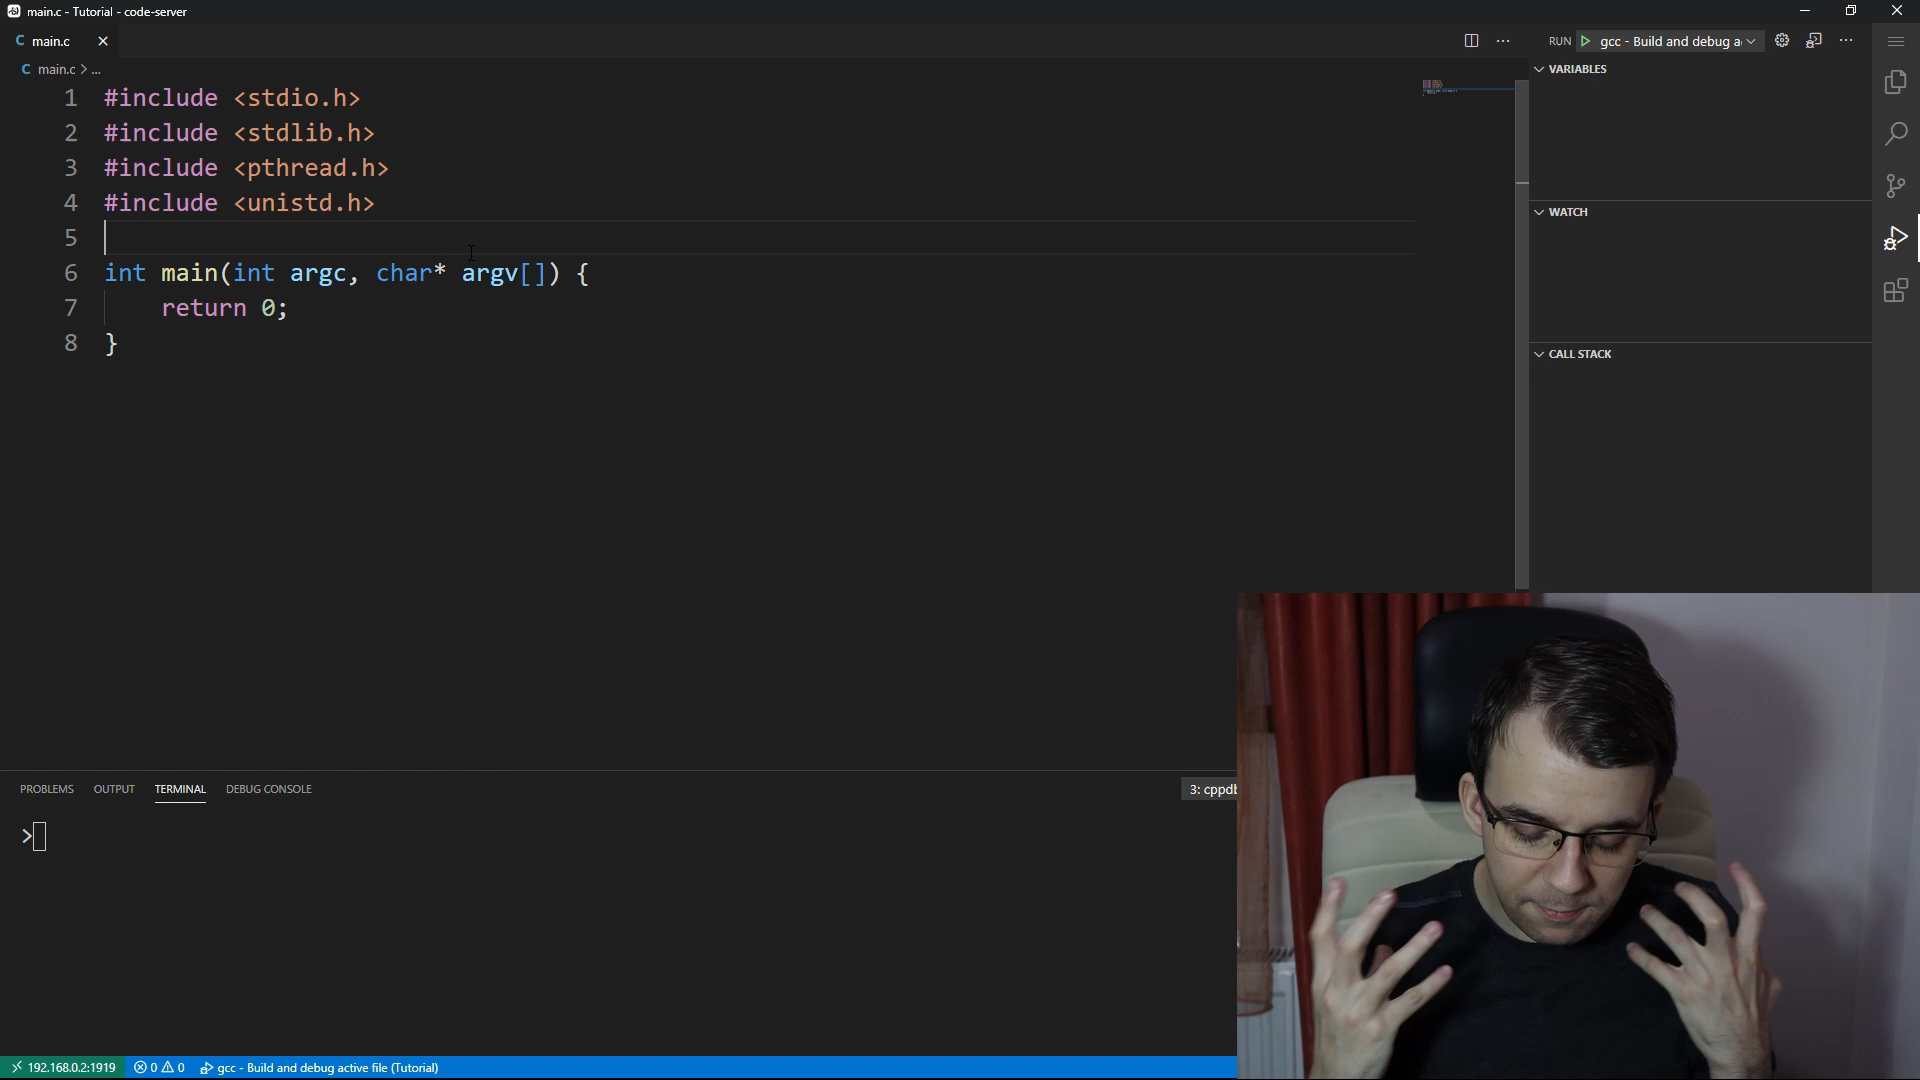 main.c - Tutorial - code-server
C main.c
RUN gcc - Build and debug a
C main.c > ...
VARIABLES
1 #include <stdio.h>
2 #include <stdlib.h>
3 #include <pthread.h>
4 #include <unistd.h>
5
6 int main(int argc, char* argv[]) {
7 return 0;
8 }
WATCH
CALL STACK
PROBLEMS OUTPUT TERMINAL DEBUG CONSOLE
3: cppdb
>
192.168.0.2:1919 0 0 gcc - Build and debug active file (Tutorial)